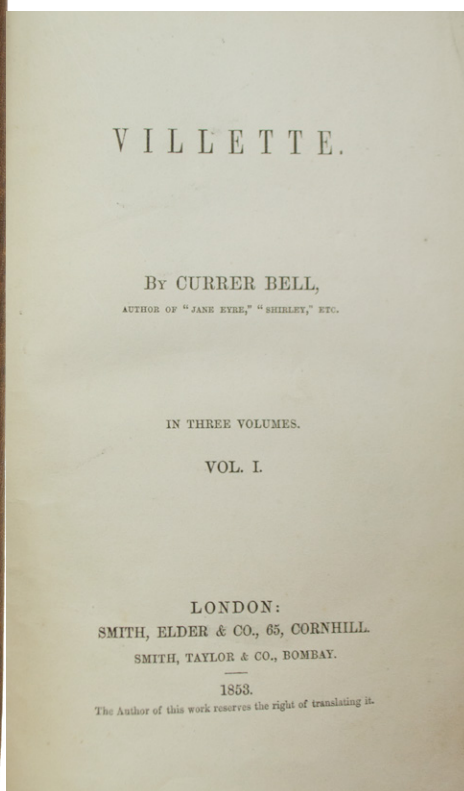 VILLETTE.
BY CURRER BELL,
AUTHOR OF "JANE EYRE," "SHIRLEY," ETC.
IN THREE VOLUMES.
VOL. I.
LONDON:
SMITH, ELDER & CO., 65, CORNHILL.
SMITH, TAYLOR & CO., BOMBAY.
1853.
The Author of this work reserves the right of translating it.